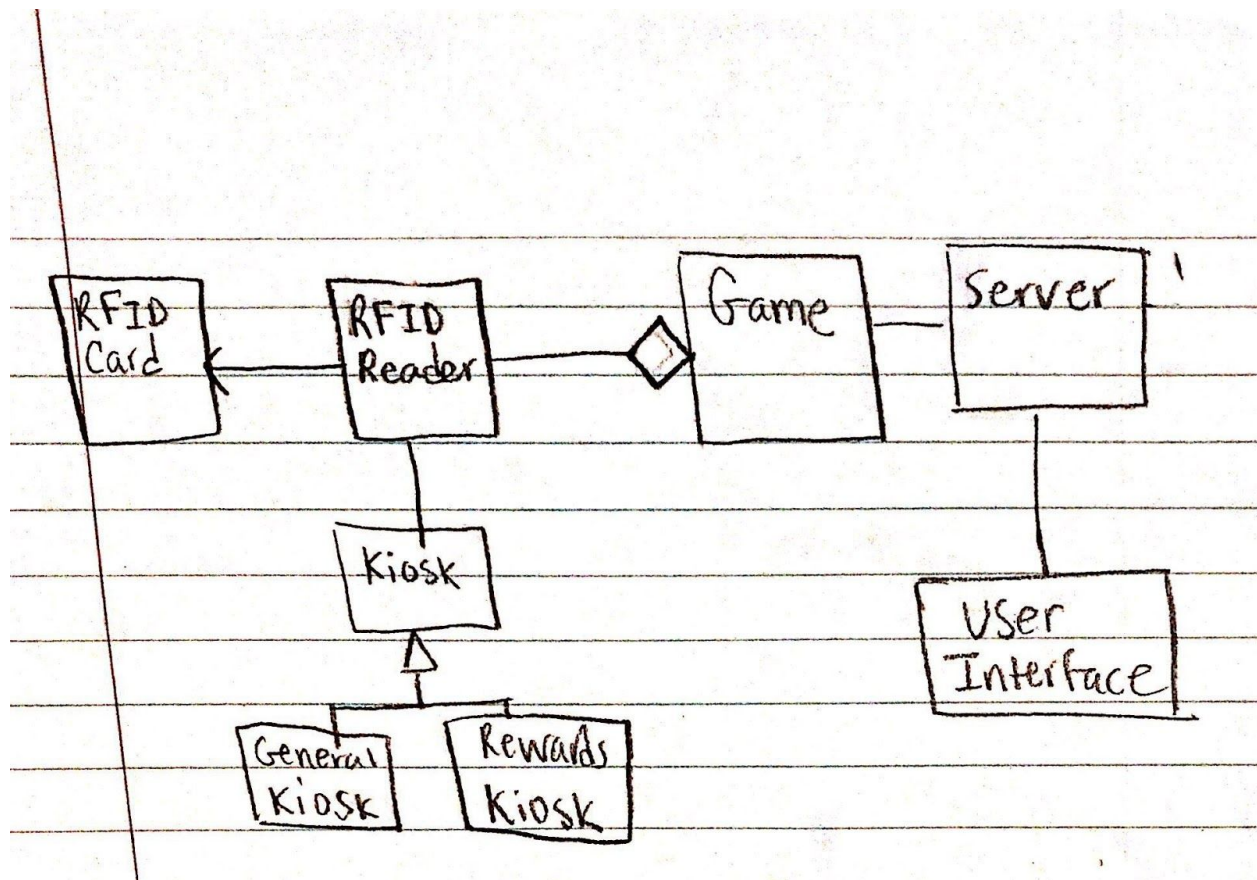 RFID
Card
RFID
Reader
Game
Server
Kiosk
User
Interface
General
Kiosk
Rewards
Kiosk